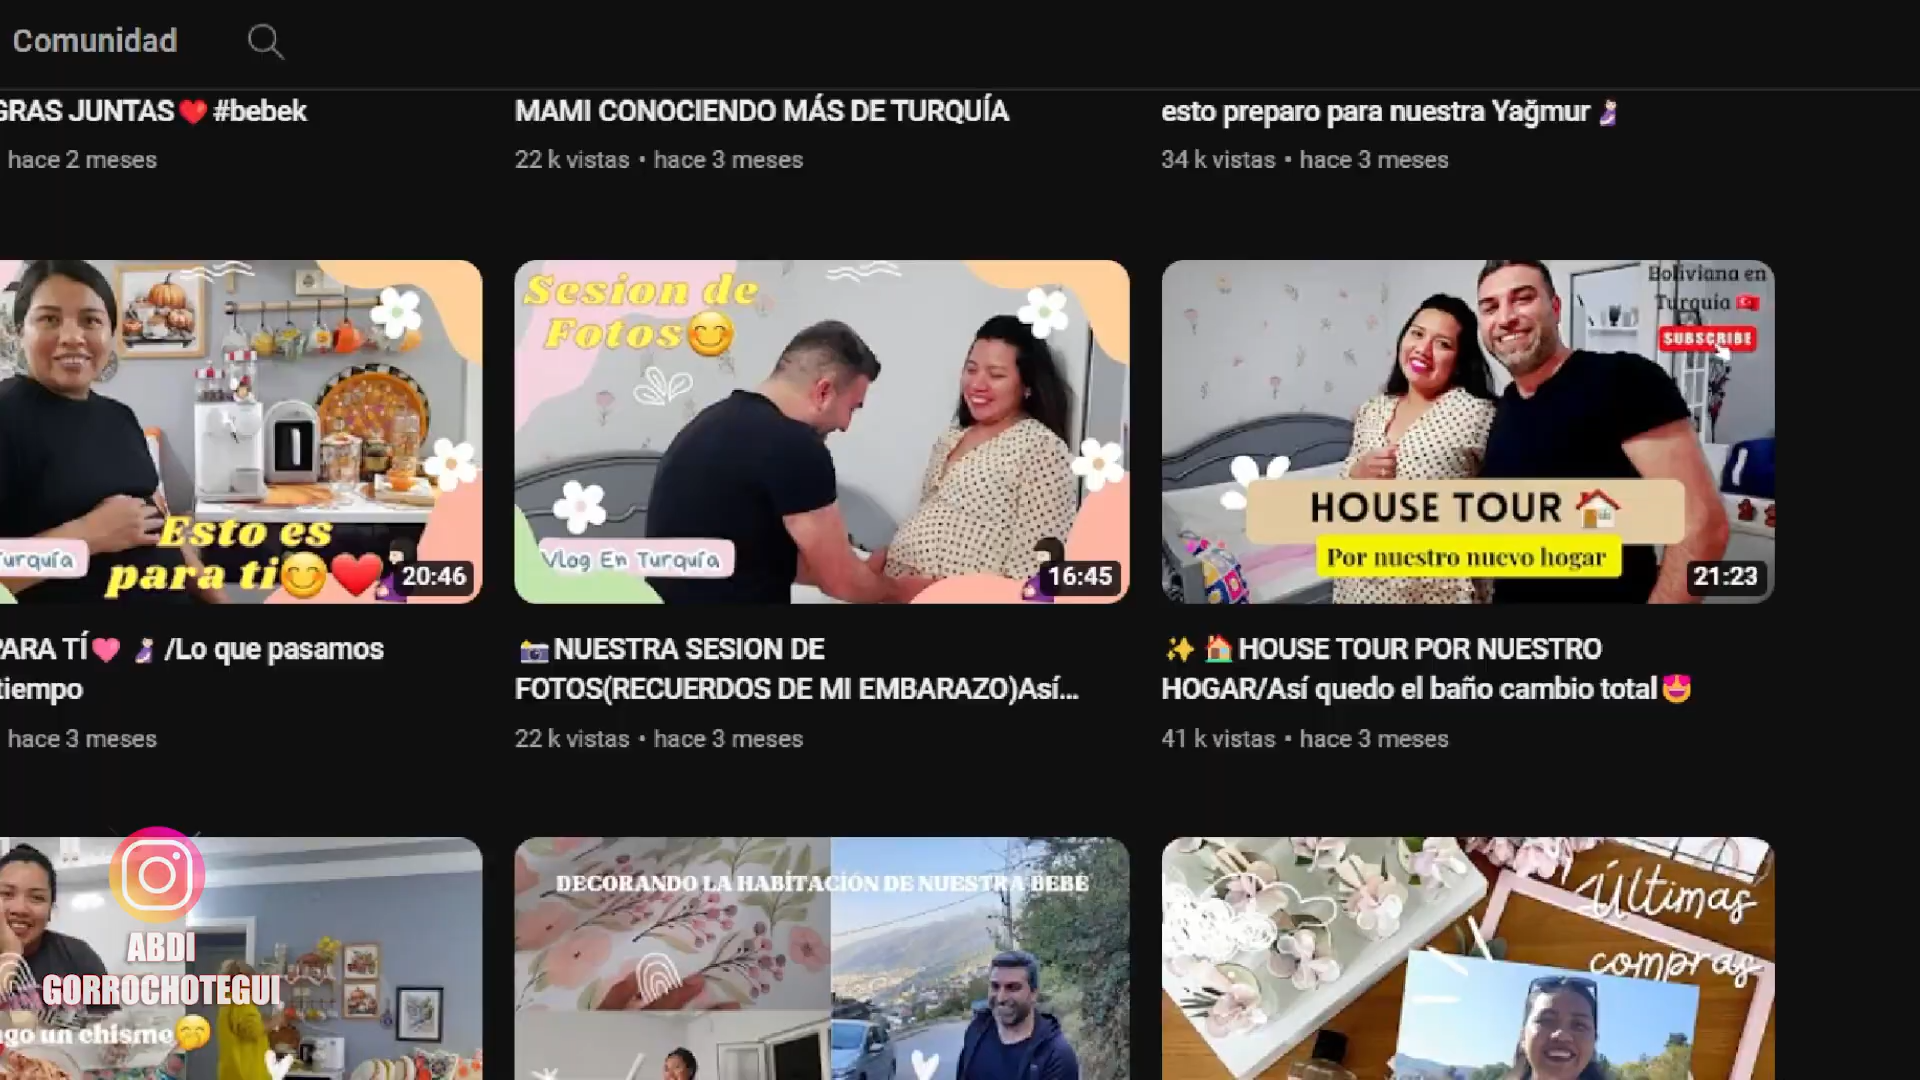 Comunidad
GRAS JUNTAS❤️ #bebek
hace 2 meses
MAMI CONOCIENDO MÁS DE TURQUÍA
22 k vistas • hace 3 meses
esto preparo para nuestra Yağmur 🤰🏻
34 k vistas • hace 3 meses
Esto es
para ti😊❤️
urquía
20:46
Sesion de
Fotos😊
Vlog En Turquía
16:45
Boliviana en
Turquía 🇹🇷
SUBSCRIBE
HOUSE TOUR 🏠
Por nuestro nuevo hogar
21:23
PARA TÍ💗 🤰🏻 /Lo que pasamos
tiempo
hace 3 meses
📸NUESTRA SESION DE
FOTOS(RECUERDOS DE MI EMBARAZO)Así...
22 k vistas • hace 3 meses
✨ 🏠HOUSE TOUR POR NUESTRO
HOGAR/Así quedo el baño cambio total😍
41 k vistas • hace 3 meses
ABDI
GORROCHOTEGUI
go un chisme🤭
DECORANDO LA HABITACIÓN DE NUESTRA BEBÉ
Últimas
compras